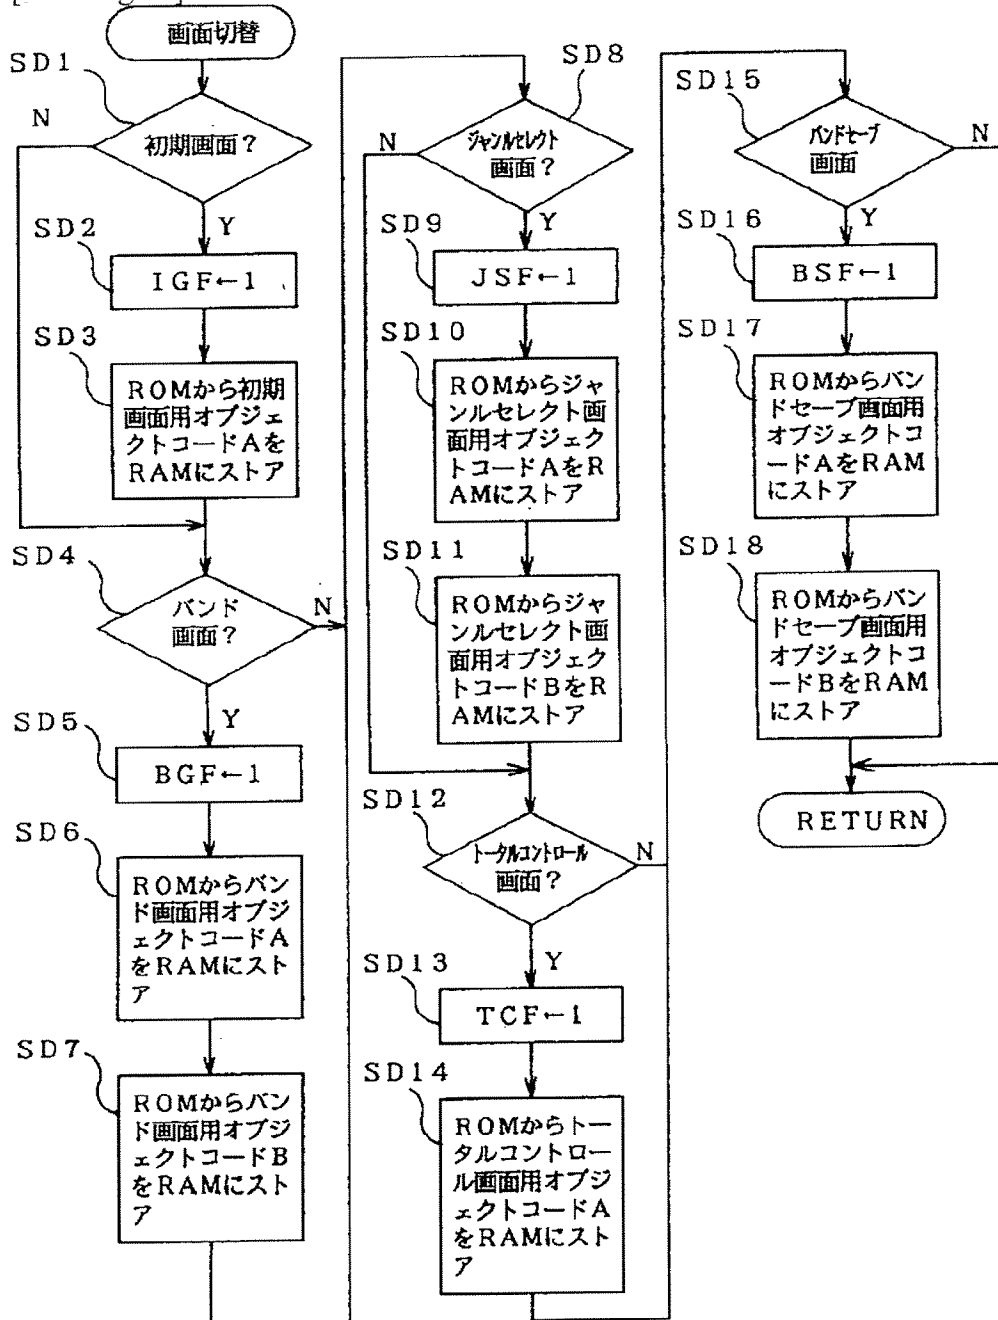 画面切替
SD1
初期画面?
N
Y
SD2
IGF←1
SD3
ROMから初期
画面用オブジェ
クトコードAを
RAMにストア
SD4
バンド
画面?
N
Y
SD5
BGF←1
SD6
ROMからバン
ド画面用オブジ
ェクトコードA
をRAMにスト
ア
SD7
ROMからバン
ド画面用オブジ
ェクトコードB
をRAMにスト
ア
SD8
ジャンルセレクト
画面?
N
Y
SD9
JSF←1
SD10
ROMからジャ
ンルセレクト画
面用オブジェク
トコードAをR
AMにストア
SD11
ROMからジャ
ンルセレクト画
面用オブジェク
トコードBをR
AMにストア
SD12
トータルコントロール
画面?
N
Y
SD13
TCF←1
SD14
ROMからトー
タルコントロー
ル画面用オブジ
ェクトコードA
をRAMにスト
ア
SD15
バンドセーブ
画面
N
Y
SD16
BSF←1
SD17
ROMからバン
ドセーブ画面用
オブジェクトコ
ードAをRAM
にストア
SD18
ROMからバン
ドセーブ画面用
オブジェクトコ
ードBをRAM
にストア
RETURN